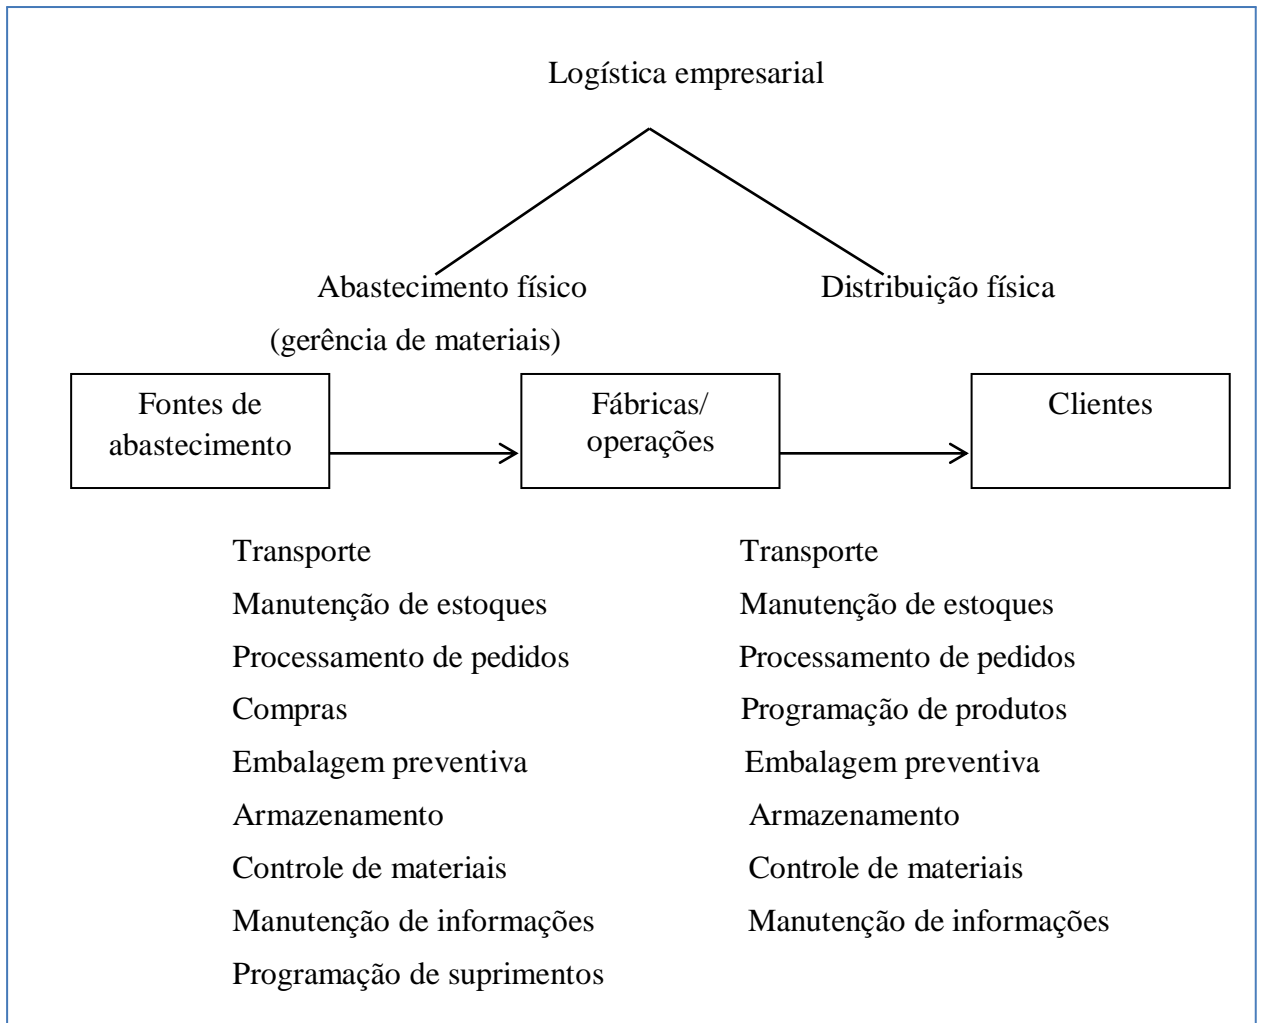 Logística empresarial
Abastecimento físico
Distribuição física
(gerência de materiais)
Fontes de
abastecimento
Fábricas/
operações
Clientes
Transporte
Manutenção de estoques
Processamento de pedidos
Compras
Embalagem preventiva
Armazenamento
Controle de materiais
Manutenção de informações
Programação de suprimentos
Transporte
Manutenção de estoques
Processamento de pedidos
Programação de produtos
Embalagem preventiva
Armazenamento
Controle de materiais
Manutenção de informações